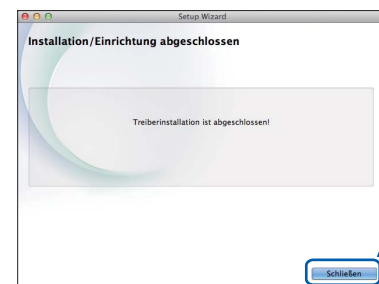 Setup Wizard
Installation/Einrichtung abgeschlossen
Treiberinstallation ist abgeschlossen!
Schließen